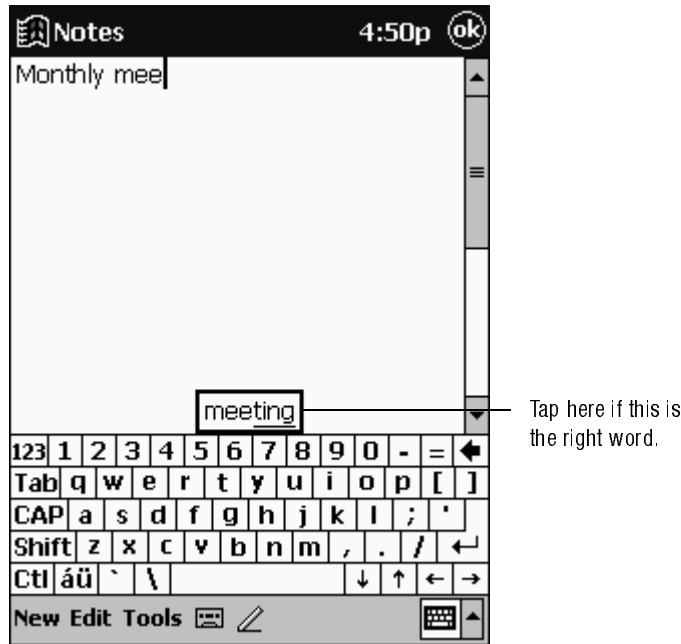 Notes 4:50p ok
Monthly mee
meeting
Tap here if this is
the right word.
123 1 2 3 4 5 6 7 8 9 0 - =
Tab q w e r t y u i o p [ ]
CAP a s d f g h j k l ; '
Shift z x c v b n m , . / ↵
Ctl áü ` \ ↓ ↑ ← →
New Edit Tools